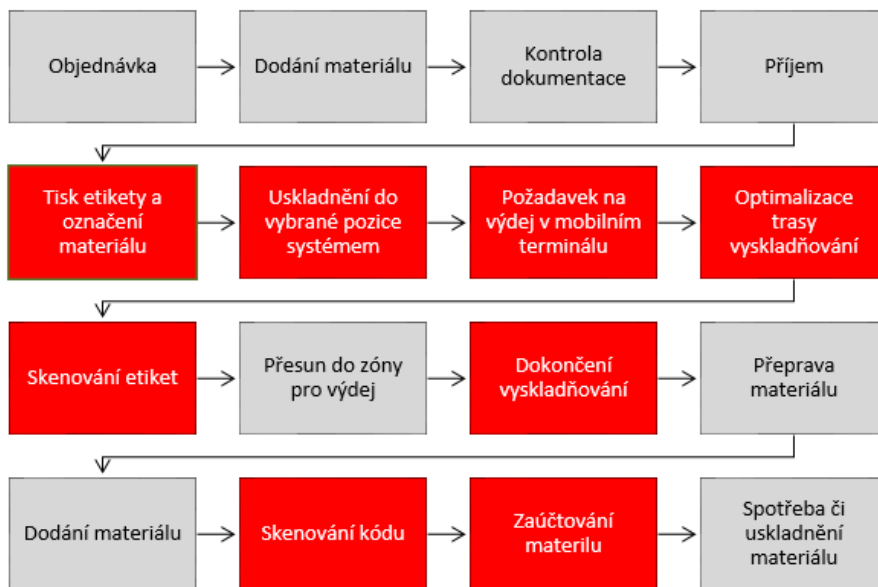 Objednávka
Dodání materiálu
Kontrola
dokumentace
Příjem
Tisk etikety a
označení
materiálu
Uskladnění do
vybrané pozice
systémem
Požadavek na
výdej v mobilním
terminálu
Optimalizace
trasy
vyskladňování
Skenování etiket
Přesun do zóny
pro výdej
Dokončení
vyskladňování
Přeprava
materiálu
Dodání materiálu
Skenování kódu
Zaúčtování
materilu
Spotřeba či
uskladnění
materiálu